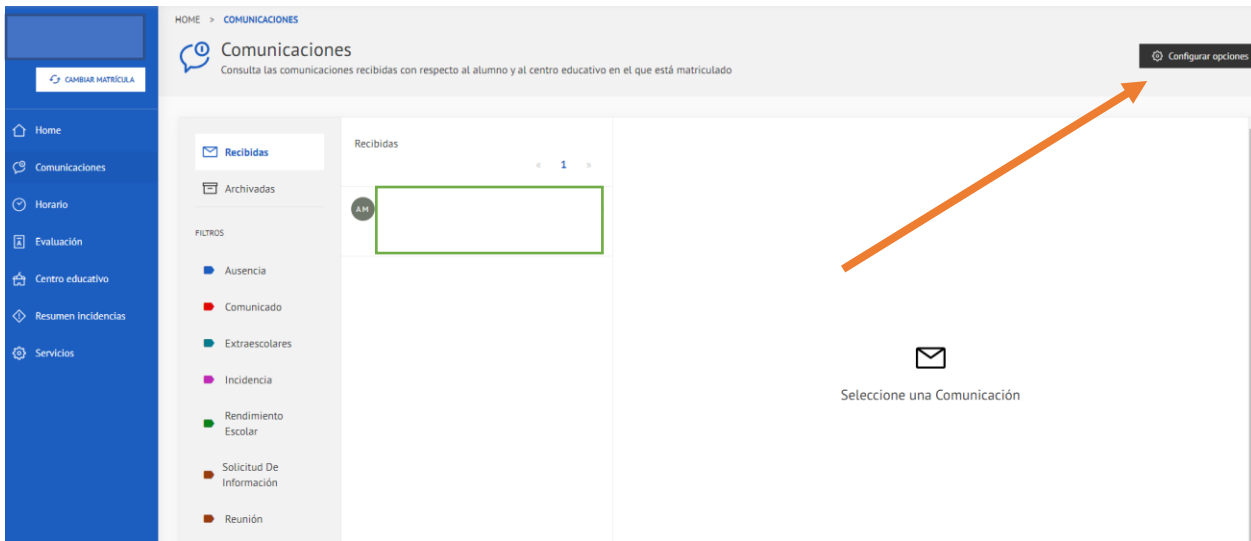 HOME > COMUNICACIONES
Comunicaciones
Consulta las comunicaciones recibidas con respecto al alumno y al centro educativo en el que está matriculado
Configurar opciones
CAMBIAR MATRÍCULA
Home
Comunicaciones
Horario
Evaluación
Centro educativo
Resumen incidencias
Servicios
Recibidas
Archivadas
FILTROS
Ausencia
Comunicado
Extraescolares
Incidencia
Rendimiento
Escolar
Solicitud De
Información
Reunión
Recibidas
« 1 »
AM
Seleccione una Comunicación